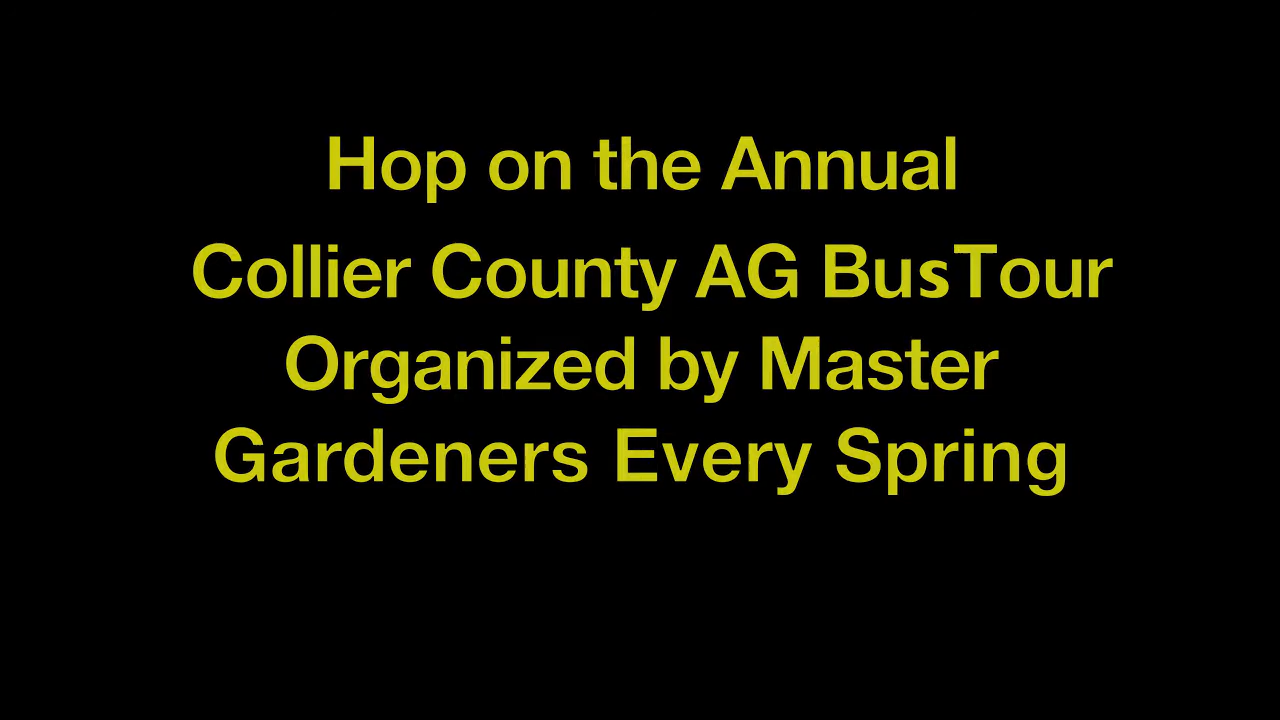 Hop on the Annual
Collier County AG BusTour
Organized by Master
Gardeners Every Spring